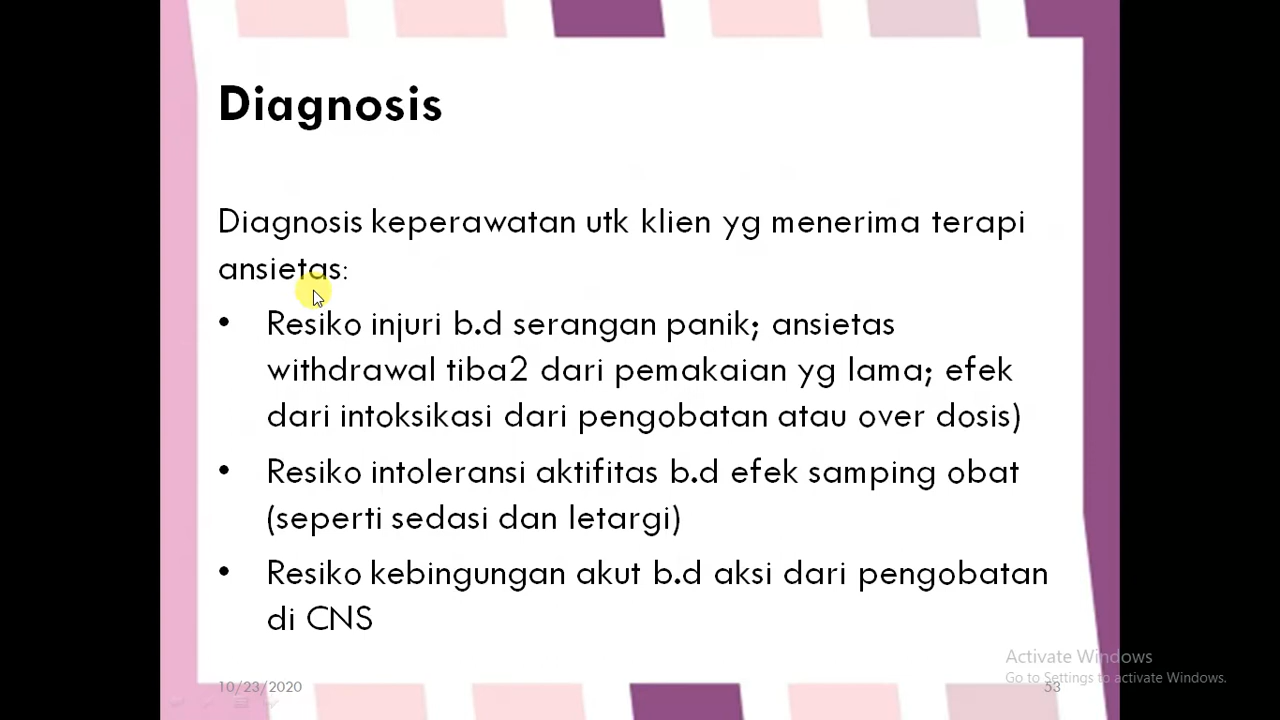 Diagnosis
Diagnosis keperawatan utk klien yg menerima terapi
ansietas:
• Resiko injuri b.d serangan panik; ansietas
withdrawal tiba2 dari pemakaian yg lama; efek
dari intoksikasi dari pengobatan atau over dosis)
• Resiko intoleransi aktifitas b.d efek samping obat
(seperti sedasi dan letargi)
• Resiko kebingungan akut b.d aksi dari pengobatan
di CNS
Activate Windows
Go to Settings to activate Windows.
10/23/2020
53